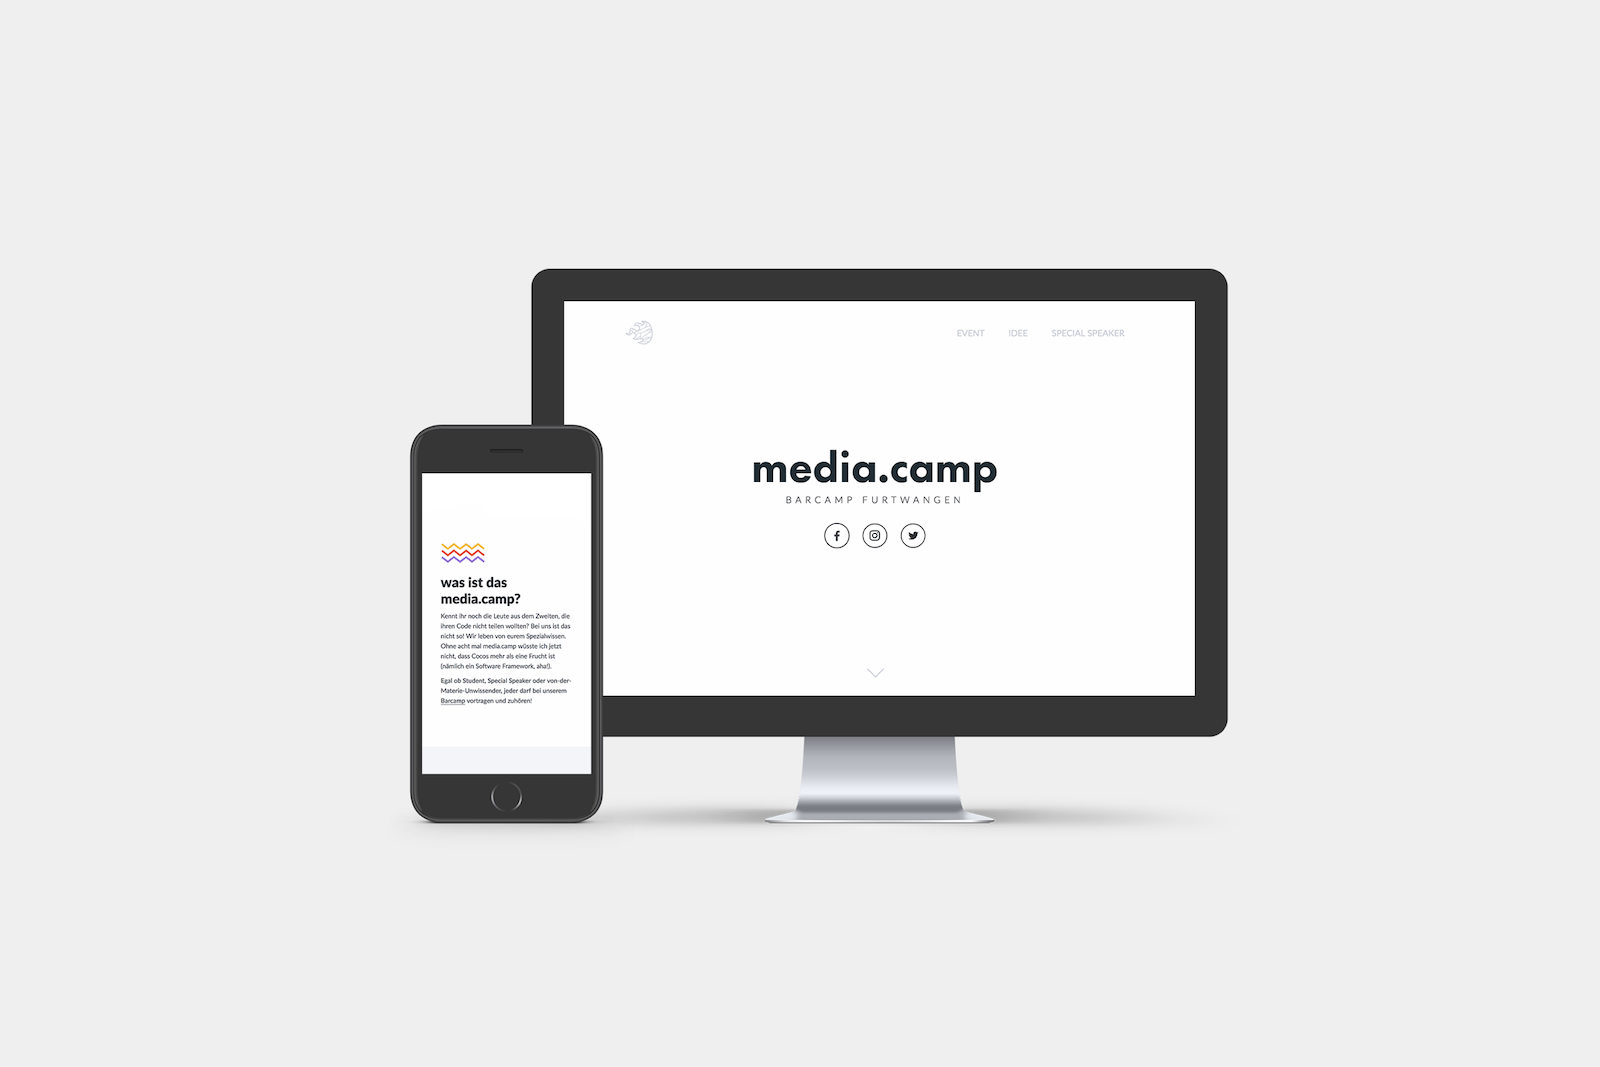 EVENT IDEE SPECIAL SPEAKER
media.camp
BARCAMP FURTWANGEN
was ist das
media.camp?
Kennt ihr noch die Leute aus dem Zweiten, die
ihren Code nicht teilen wollten? Bei uns ist das
nicht so! Wir leben von eurem Spezialwissen.
Ohne acht mal media.camp wüsste ich jetzt
nicht, dass Cocos mehr als eine Frucht ist
(nämlich ein Software Framework, aha!).
Egal ob Student, Special Speaker oder von-der-
Materie-Unwissender, jeder darf bei unserem
Barcamp vortragen und zuhören!